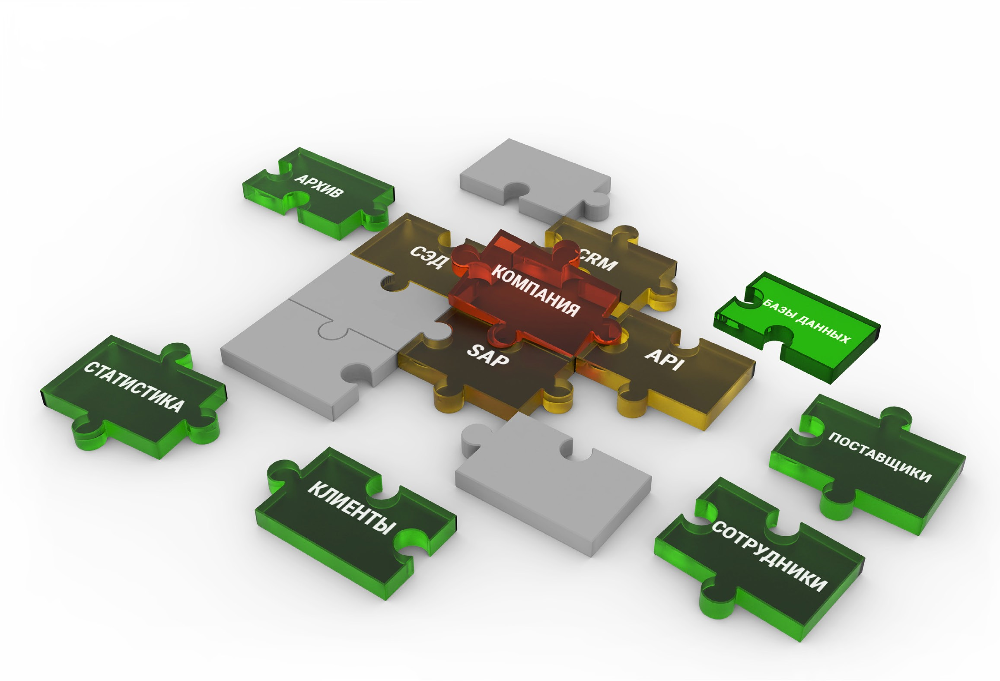 АРХИВ
СЭД
CRM
КОМПАНИЯ
БАЗЫ ДАННЫХ
SAP
API
СТАТИСТИКА
ПОСТАВЩИКИ
КЛИЕНТЫ
СОТРУДНИКИ